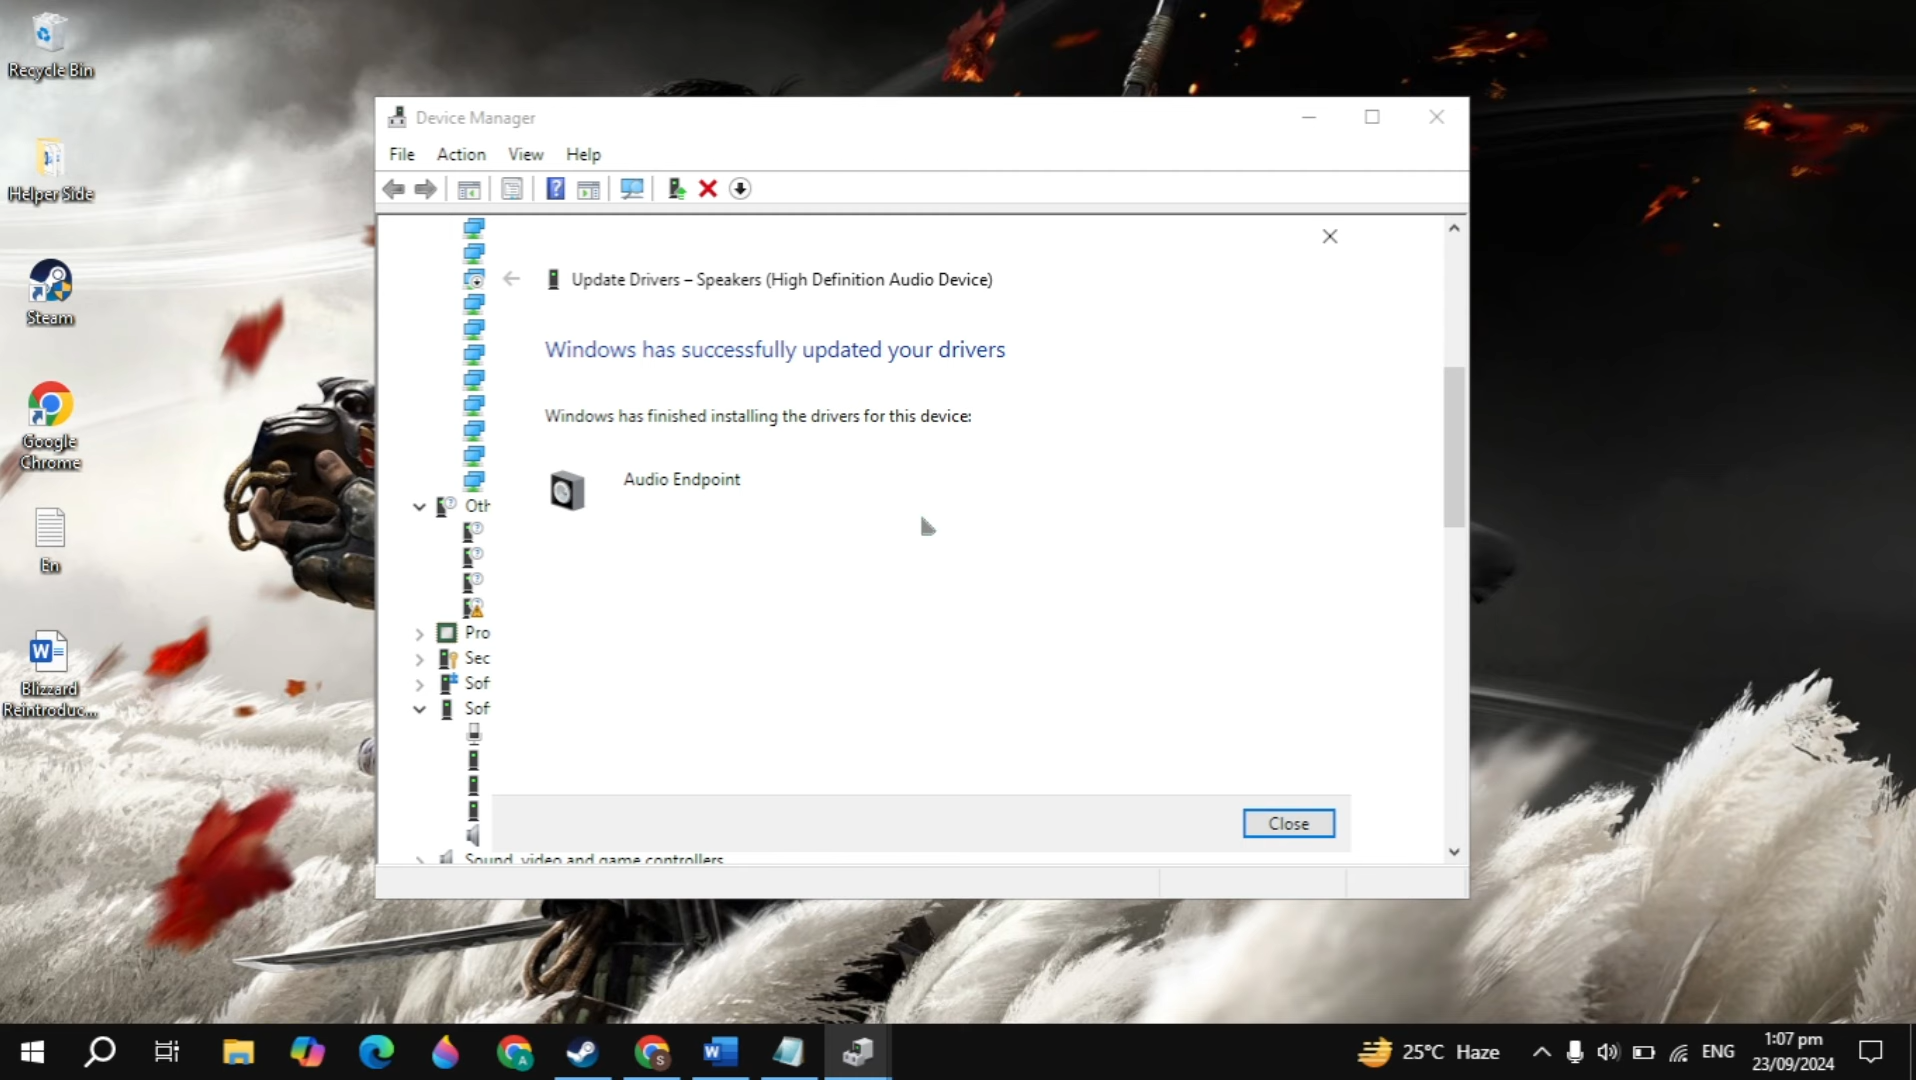 Recycle Bin
Helper Side
Steam
Google
Chrome
En
Blizzard
Reintroduc...
Device Manager
File Action View Help
Update Drivers – Speakers (High Definition Audio Device)
Windows has successfully updated your drivers
Windows has finished installing the drivers for this device:
Audio Endpoint
Oth
Pro
Sec
Sof
Sof
Close
Sound, video and game controllers
25°C Haze
ENG
1:07 pm
23/09/2024